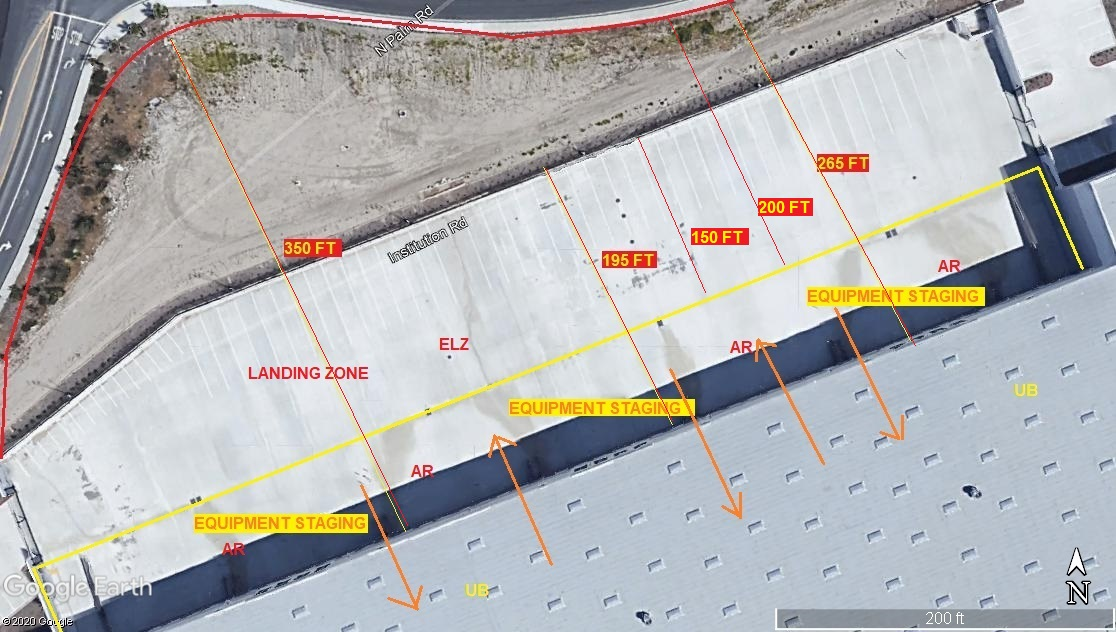 N Palm Rd
265 FT
200 FT
150 FT
Institution Rd
350 FT
195 FT
AR
EQUIPMENT STAGING
ELZ
AR
LANDING ZONE
UB
EQUIPMENT STAGING
AR
EQUIPMENT STAGING
AR
Google Earth
UB
N
©2020 Google
200 ft